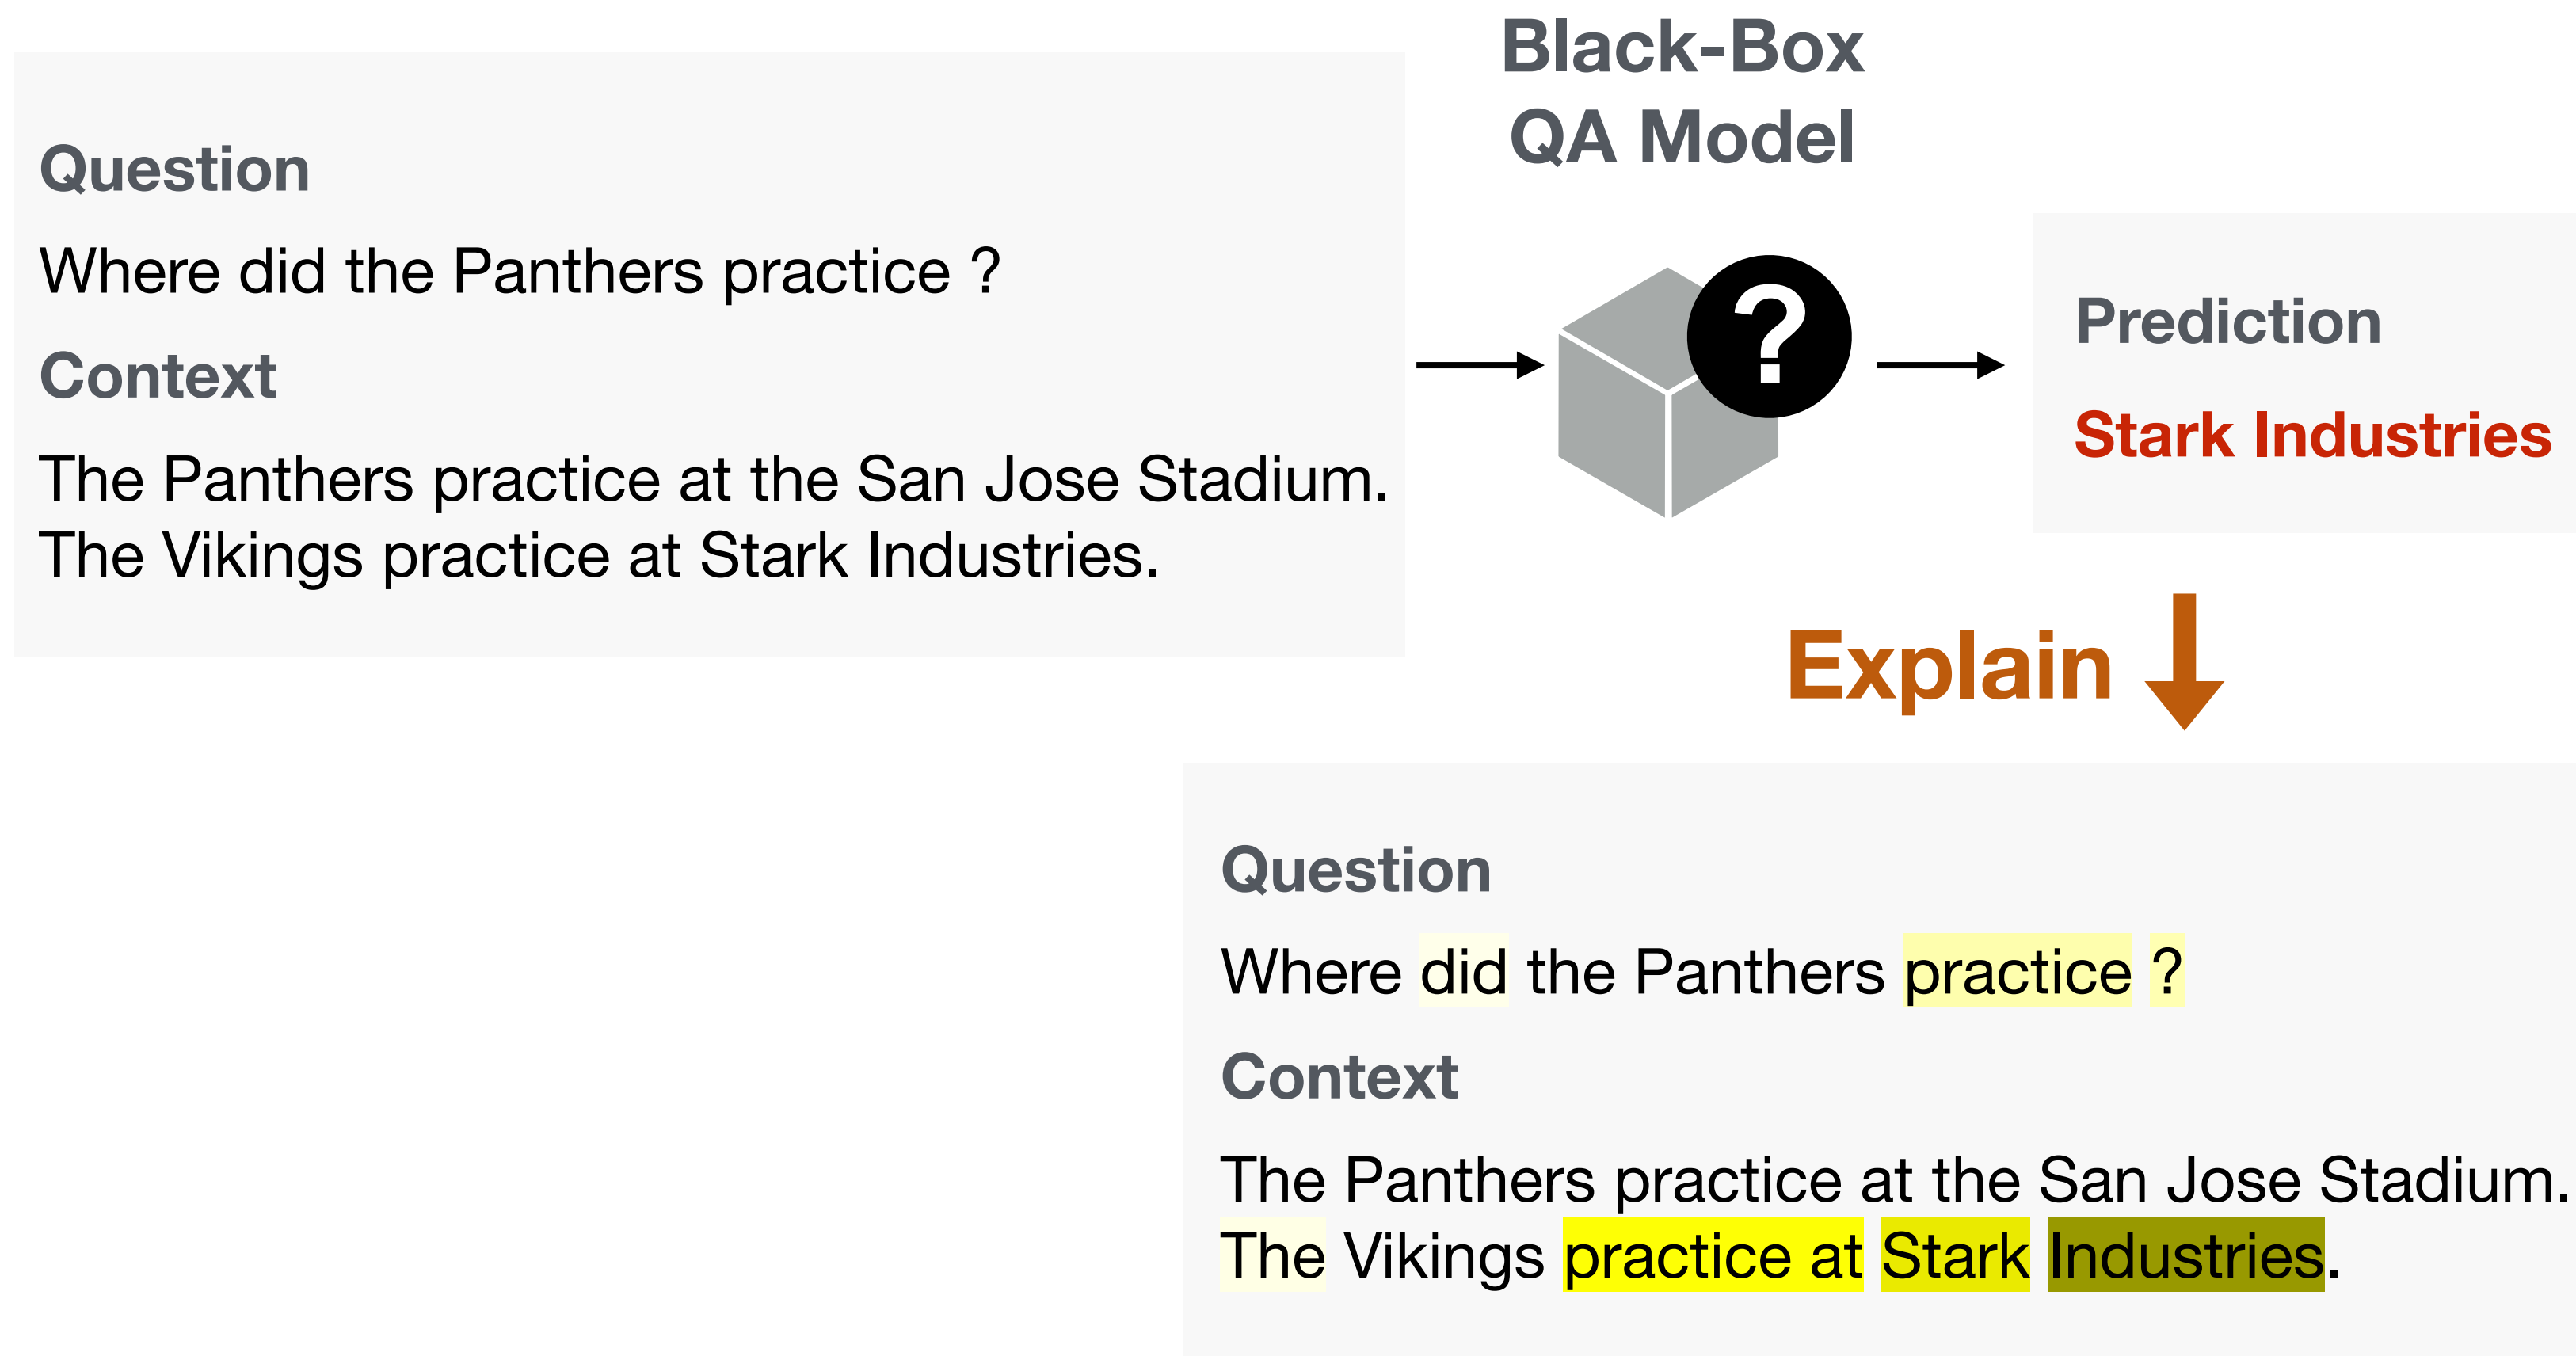 Question
Where did the Panthers practice ?
Context
The Panthers practice at the San Jose Stadium.
The Vikings practice at Stark Industries.
Black-Box
QA Model
?
Prediction
Stark Industries
Explain
Question
Where did the Panthers practice ?
Context
The Panthers practice at the San Jose Stadium.
The Vikings practice at Stark Industries.